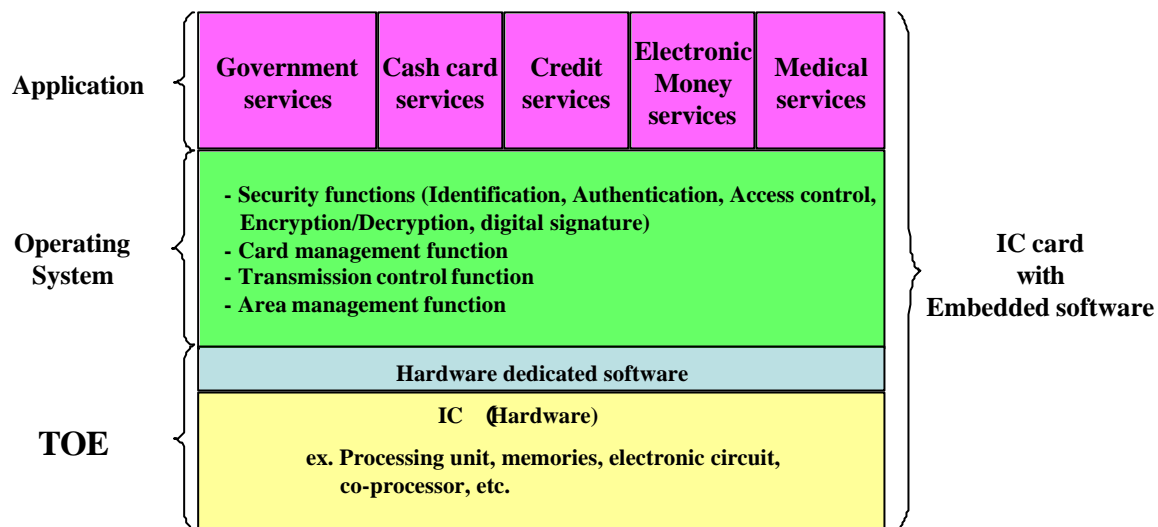 Application
Government
services
Cash card
services
Credit
services
Electronic
Money
services
Medical
services
Operating
System
- Security functions (Identification, Authentication, Access control,
Encryption/Decryption, digital signature)
- Card management function
- Transmission control function
- Area management function
IC card
with
Embedded software
Hardware dedicated software
TOE
IC (Hardware)
ex. Processing unit, memories, electronic circuit,
co-processor, etc.